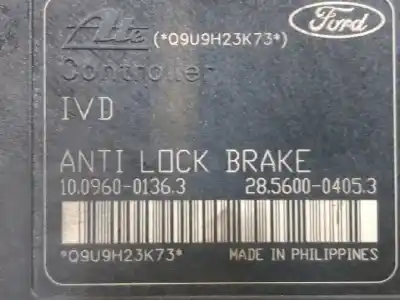 Ate (*Q9U9H23K73*) Ford
Controller
IVD
ANTI LOCK BRAKE
10.0960-0136.3 28.5600-0405.3
*Q9U9H23K73* MADE IN PHILIPPINES